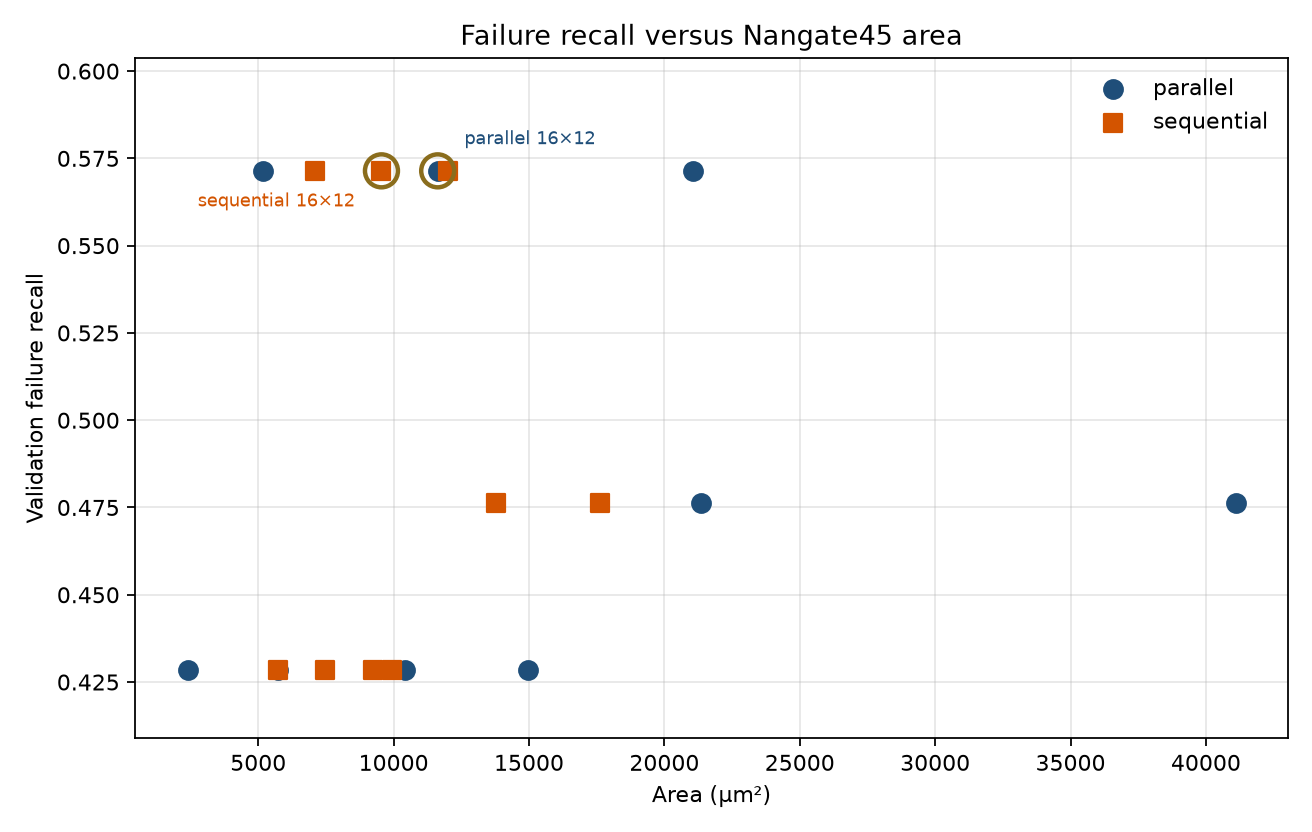 Failure recall versus Nangate45 area
parallel
sequential
parallel 16×12
sequential 16×12
Validation failure recall
0.600
0.575
0.550
0.525
0.500
0.475
0.450
0.425
5000 10000 15000 20000 25000 30000 35000 40000
Area (μm²)